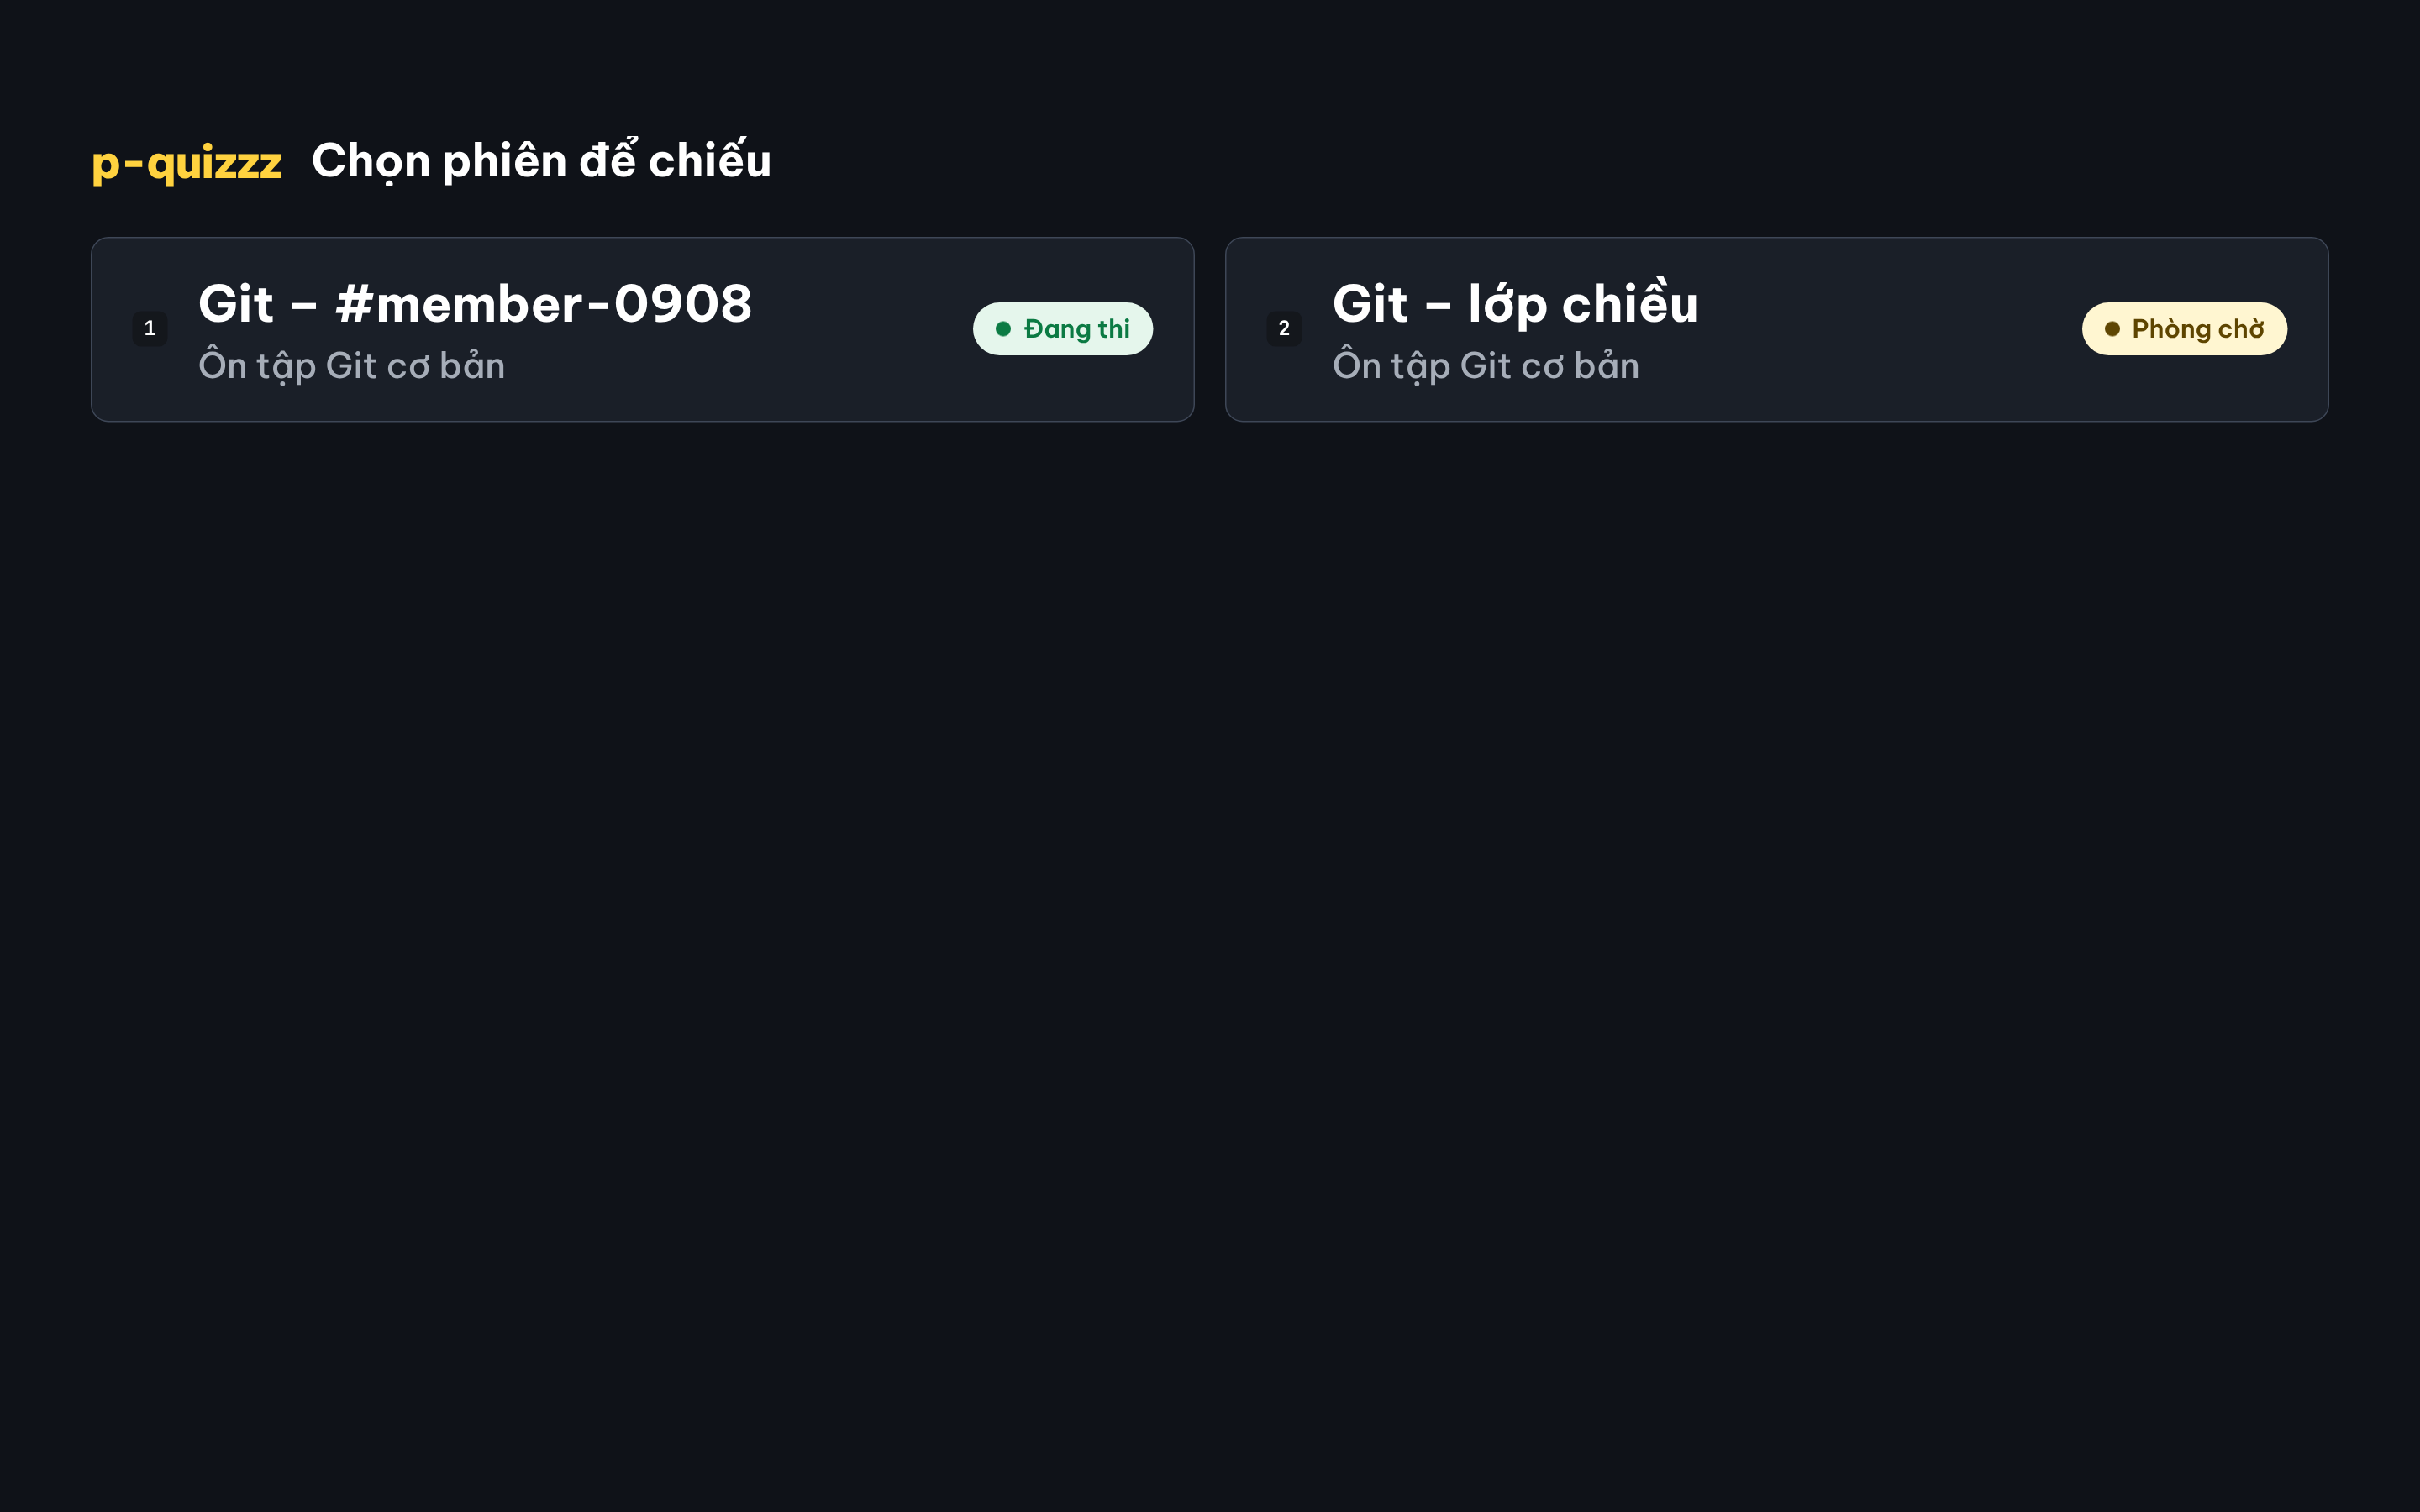 p-quizzz Chọn phiên để chiếu
1 Git – #member-0908 Đang thi
Ôn tập Git cơ bản
2 Git – lớp chiều Phòng chờ
Ôn tập Git cơ bản